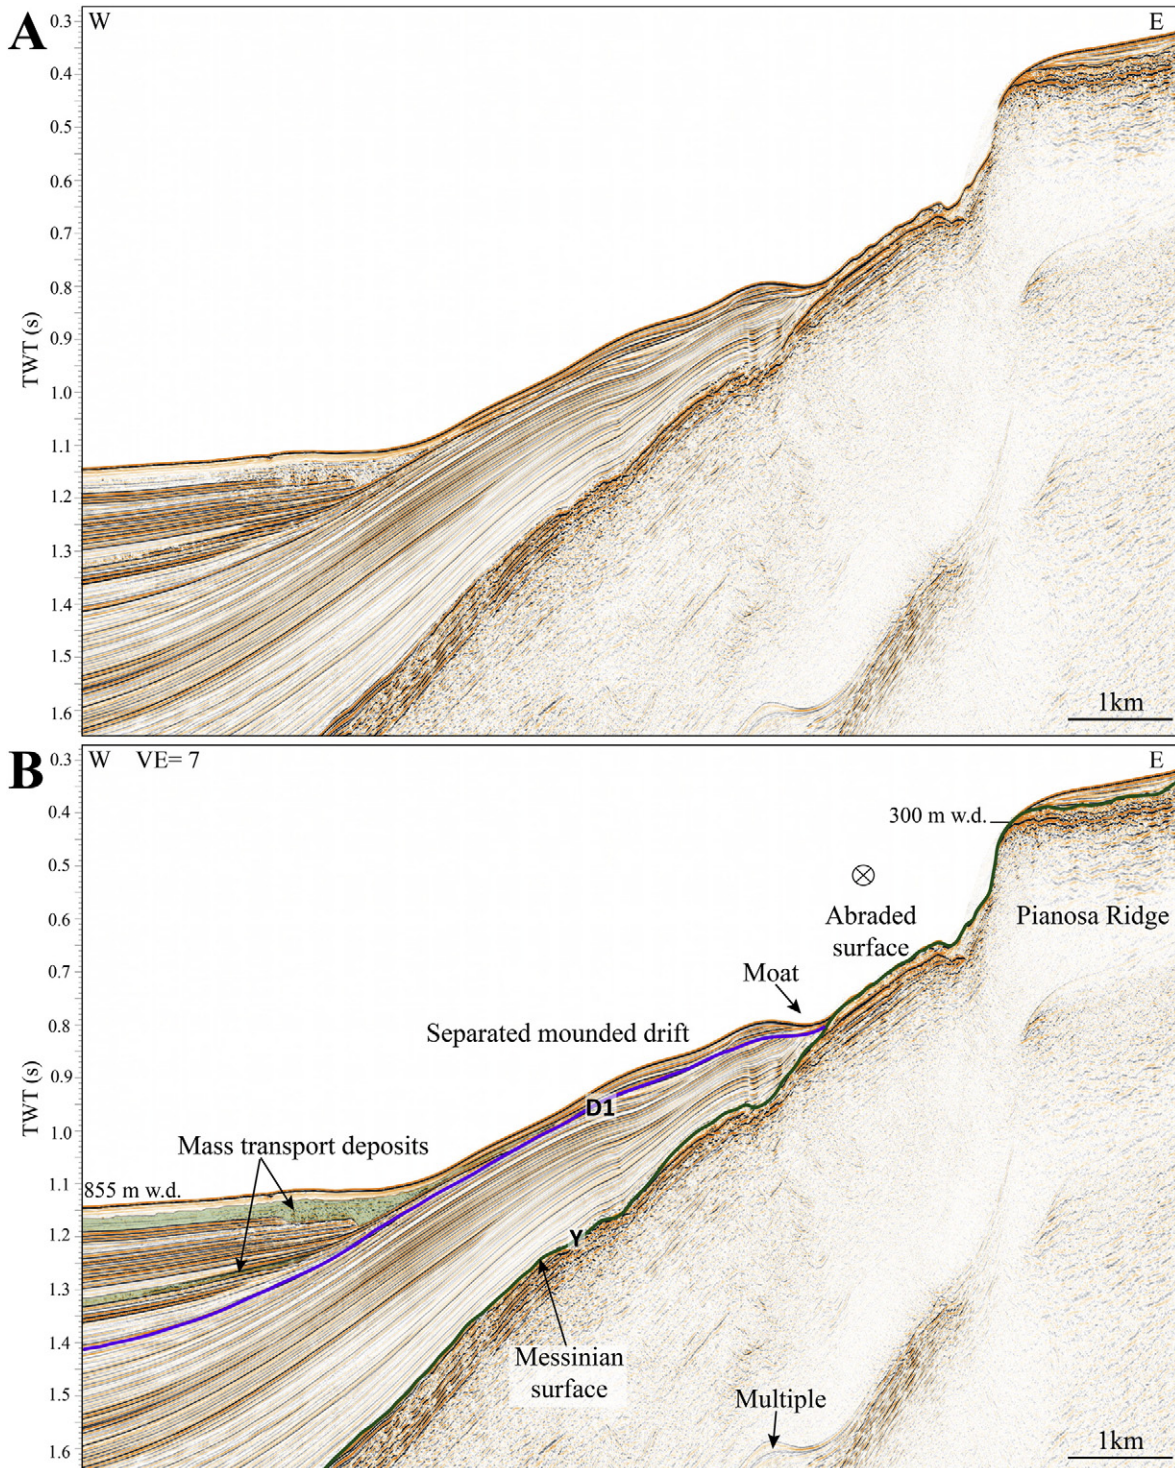 A
W
E
0.3
0.4
0.5
0.6
0.7
0.8
0.9
1.0
1.1
1.2
1.3
1.4
1.5
1.6
TWT (s)
1km
B
W VE= 7
E
0.3
0.4
0.5
0.6
0.7
0.8
0.9
1.0
1.1
1.2
1.3
1.4
1.5
1.6
TWT (s)
300 m w.d.
Abraded
surface
Pianosa Ridge
Moat
Separated mounded drift
D1
Mass transport deposits
855 m w.d.
Y
Messinian
surface
Multiple
1km